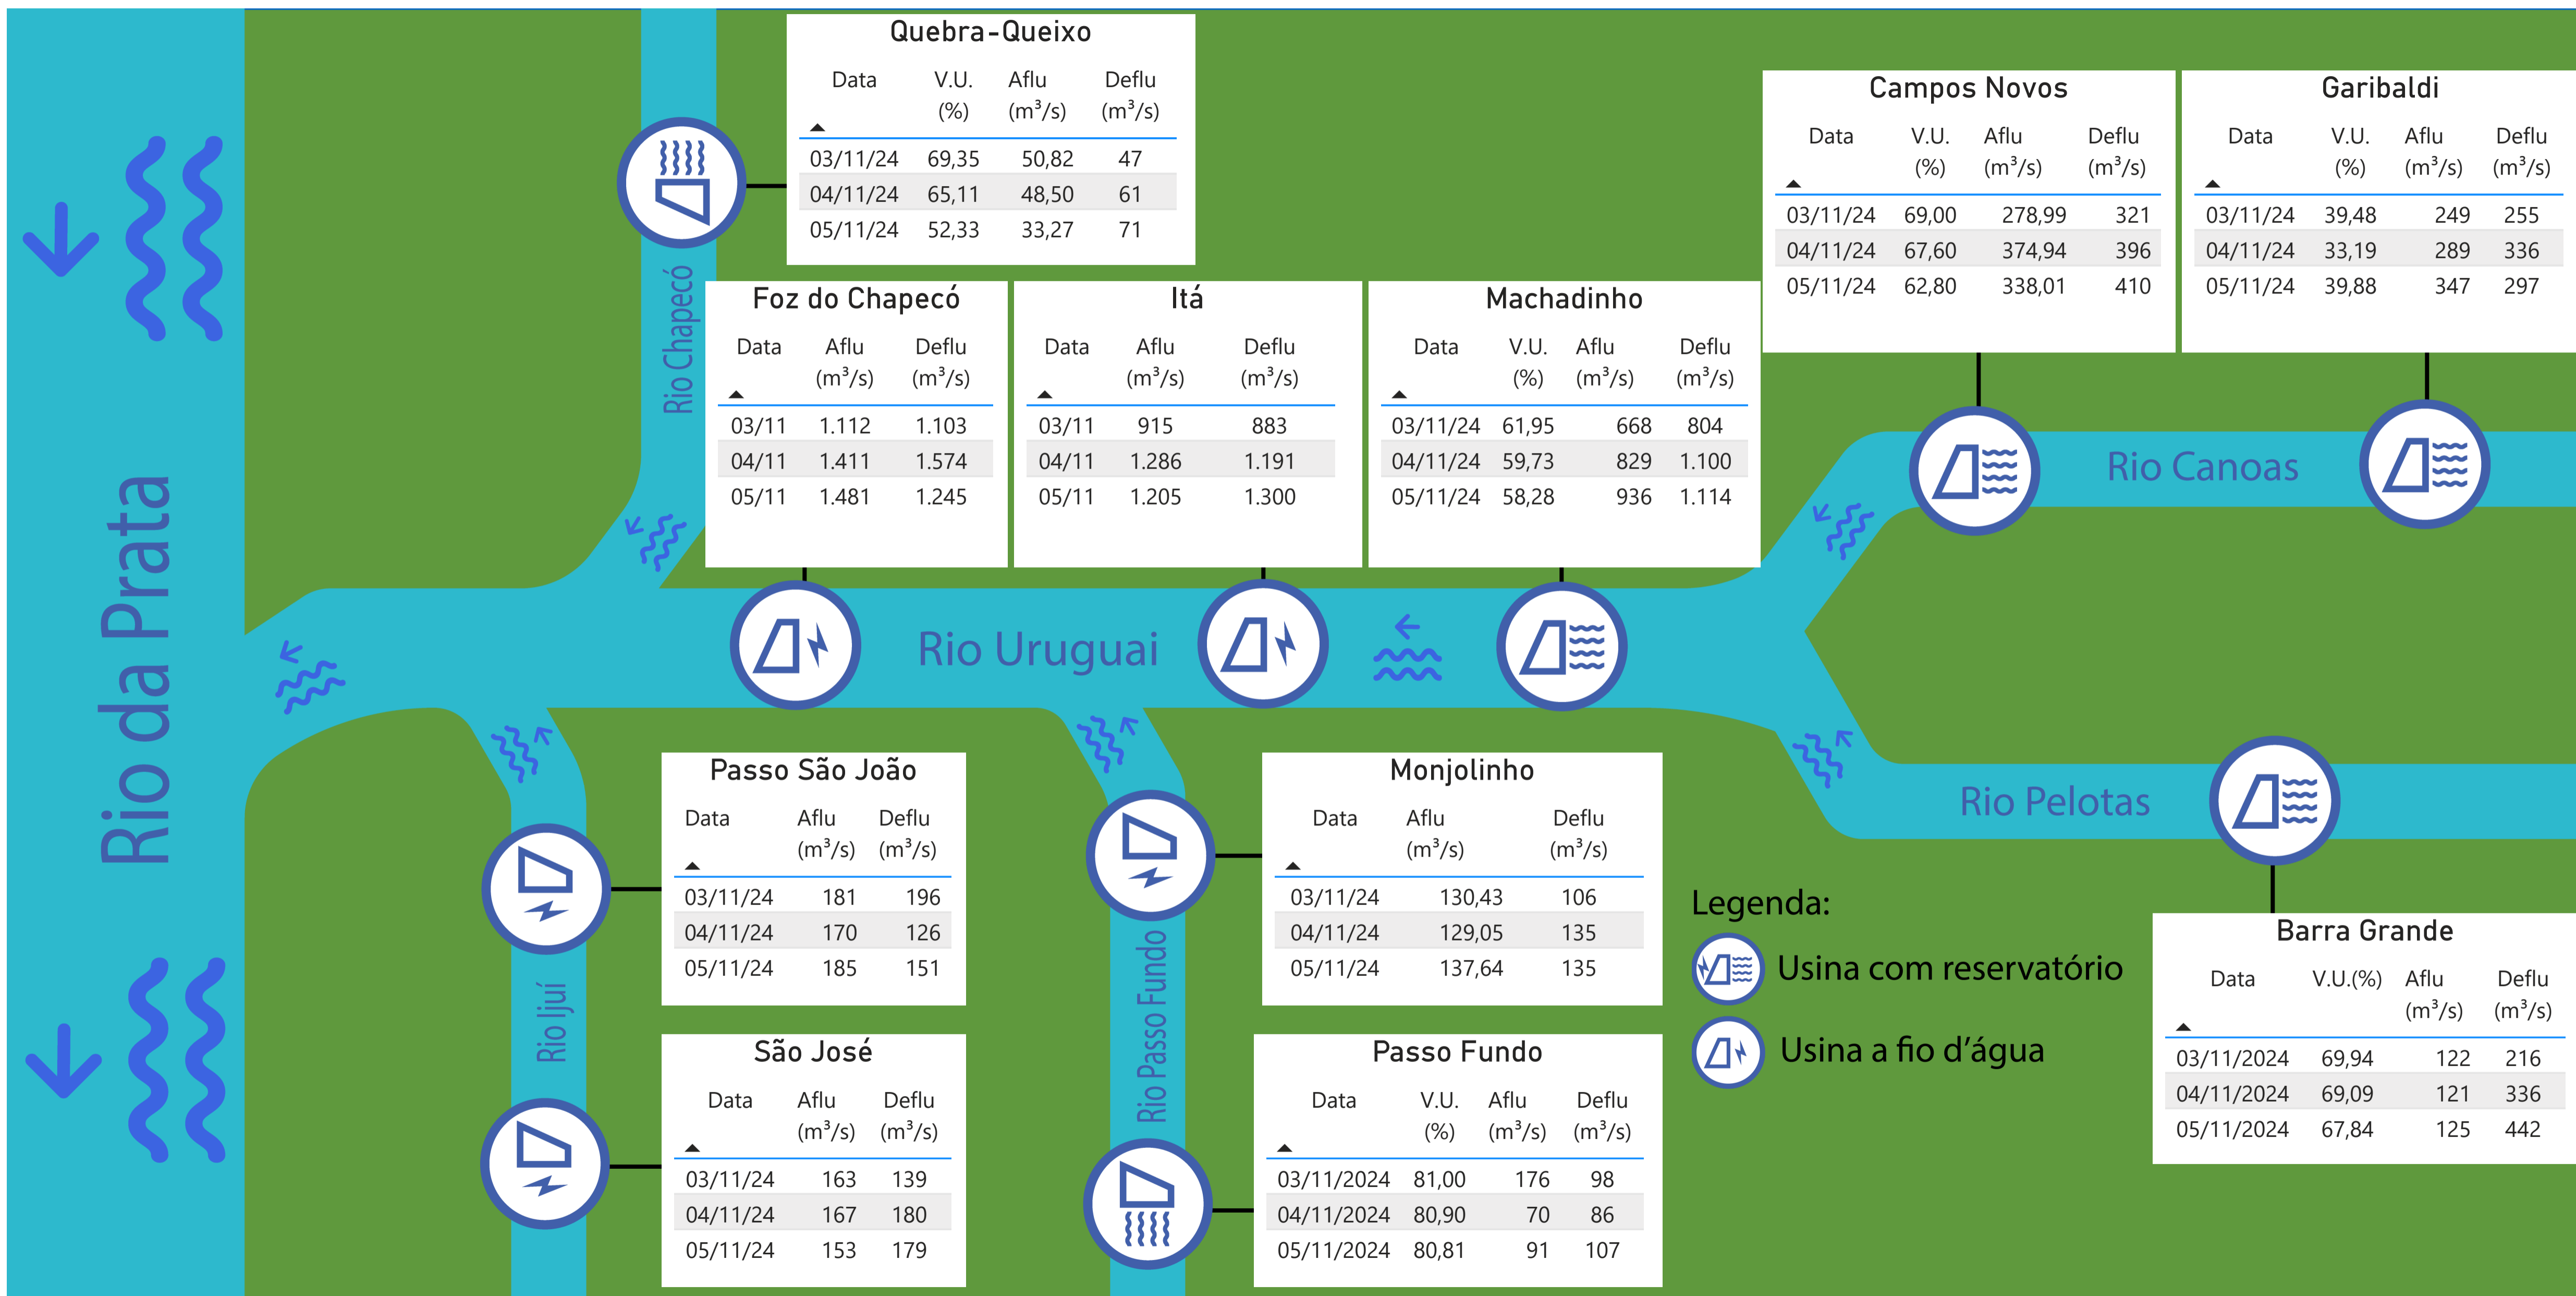 Rio da Prata
Quebra-Queixo
Data V.U. (%) Aflu (m³/s) Deflu (m³/s)
03/11/24 69,35 50,82 47
04/11/24 65,11 48,50 61
05/11/24 52,33 33,27 71
Rio Chapecó
Campos Novos
Data V.U. (%) Aflu (m³/s) Deflu (m³/s)
03/11/24 69,00 278,99 321
04/11/24 67,60 374,94 396
05/11/24 62,80 338,01 410
Garibaldi
Data V.U. (%) Aflu (m³/s) Deflu (m³/s)
03/11/24 39,48 249 255
04/11/24 33,19 289 336
05/11/24 39,88 347 297
Foz do Chapecó
Data Aflu (m³/s) Deflu (m³/s)
03/11 1.112 1.103
04/11 1.411 1.574
05/11 1.481 1.245
Itá
Data Aflu (m³/s) Deflu (m³/s)
03/11 915 883
04/11 1.286 1.191
05/11 1.205 1.300
Machadinho
Data V.U. (%) Aflu (m³/s) Deflu (m³/s)
03/11/24 61,95 668 804
04/11/24 59,73 829 1.100
05/11/24 58,28 936 1.114
Rio Canoas
Rio Uruguai
Rio Pelotas
Passo São João
Data Aflu (m³/s) Deflu (m³/s)
03/11/24 181 196
04/11/24 170 126
05/11/24 185 151
Rio Ijuí
São José
Data Aflu (m³/s) Deflu (m³/s)
03/11/24 163 139
04/11/24 167 180
05/11/24 153 179
Monjolinho
Data Aflu (m³/s) Deflu (m³/s)
03/11/24 130,43 106
04/11/24 129,05 135
05/11/24 137,64 135
Rio Passo Fundo
Passo Fundo
Data V.U. (%) Aflu (m³/s) Deflu (m³/s)
03/11/2024 81,00 176 98
04/11/2024 80,90 70 86
05/11/2024 80,81 91 107
Legenda:
Usina com reservatório
Usina a fio d'água
Barra Grande
Data V.U.(%) Aflu (m³/s) Deflu (m³/s)
03/11/2024 69,94 122 216
04/11/2024 69,09 121 336
05/11/2024 67,84 125 442